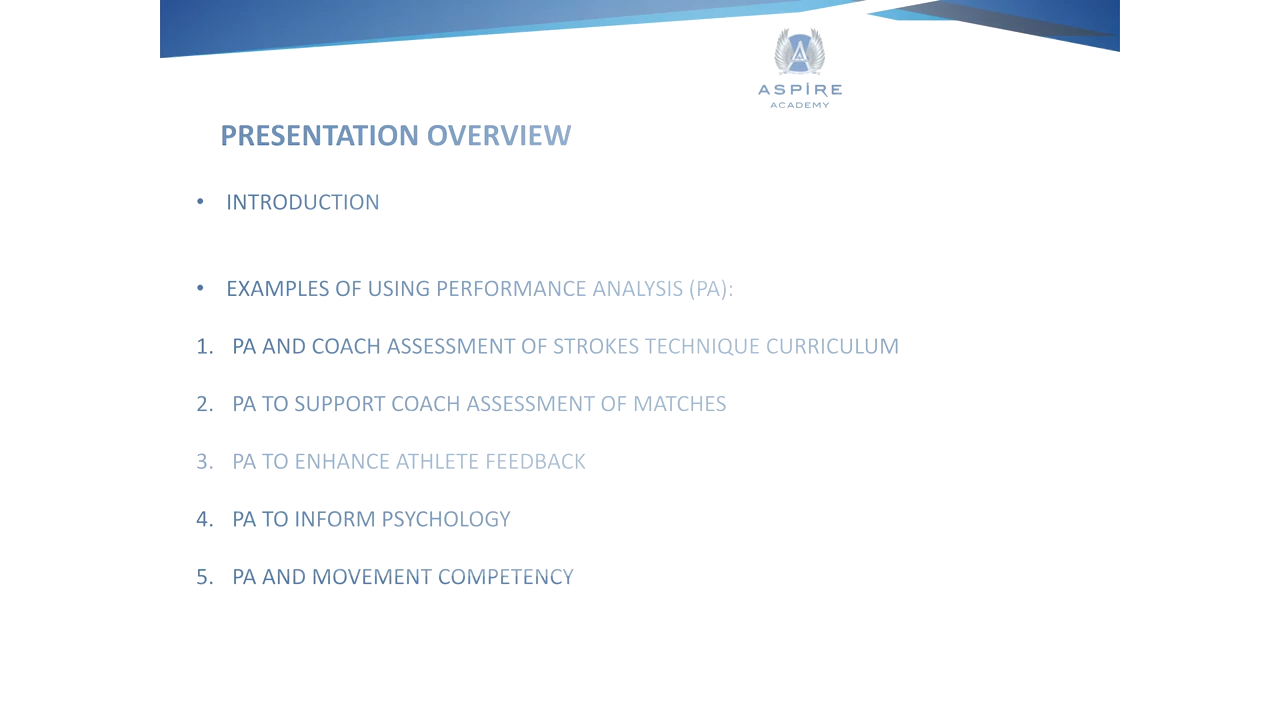 ASPIRE
ACADEMY
PRESENTATION OVERVIEW
• INTRODUCTION
• EXAMPLES OF USING PERFORMANCE ANALYSIS (PA):
1. PA AND COACH ASSESSMENT OF STROKES TECHNIQUE CURRICULUM
2. PA TO SUPPORT COACH ASSESSMENT OF MATCHES
3. PA TO ENHANCE ATHLETE FEEDBACK
4. PA TO INFORM PSYCHOLOGY
5. PA AND MOVEMENT COMPETENCY